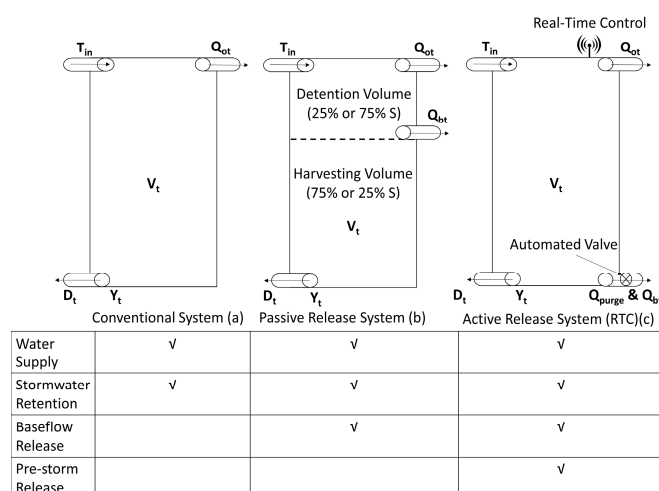 Real-Time Control
T_in Q_ot T_in Q_ot T_in Q_ot
Detention Volume
(25% or 75% S)
Q_bt
Harvesting Volume
(75% or 25% S)
V_t V_t
V_t
Automated Valve
D_t Y_t D_t Y_t D_t Y_t Q_purge & Q_bt
Conventional System (a) Passive Release System (b) Active Release System (RTC)(c)
Water √ √ √
Supply
Stormwater √ √ √
Retention
Baseflow √ √
Release
Pre-storm √
Release